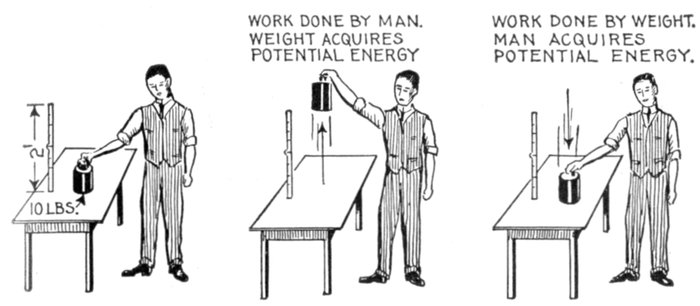 2'
10 LBS.
WORK DONE BY MAN.
WEIGHT ACQUIRES
POTENTIAL ENERGY
WORK DONE BY WEIGHT.
MAN ACQUIRES
POTENTIAL ENERGY.